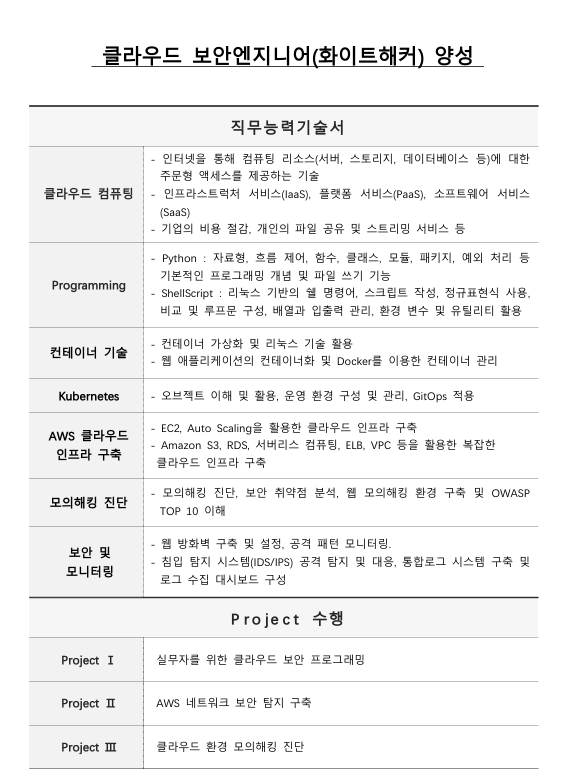 클라우드 보안엔지니어(화이트해커) 양성
직무능력기술서
클라우드 컴퓨팅
- 인터넷을 통해 컴퓨팅 리소스(서버, 스토리지, 데이터베이스 등)에 대한
주문형 액세스를 제공하는 기술
- 인프라스트럭처 서비스(IaaS), 플랫폼 서비스(PaaS), 소프트웨어 서비스
(SaaS)
- 기업의 비용 절감, 개인의 파일 공유 및 스트리밍 서비스 등
Programming
- Python : 자료형, 흐름 제어, 함수, 클래스, 모듈, 패키지, 예외 처리 등
기본적인 프로그래밍 개념 및 파일 쓰기 기능
- ShellScript : 리눅스 기반의 쉘 명령어, 스크립트 작성, 정규표현식 사용,
비교 및 루프문 구성, 배열과 입출력 관리, 환경 변수 및 유틸리티 활용
컨테이너 기술
- 컨테이너 가상화 및 리눅스 기술 활용
- 웹 애플리케이션의 컨테이너화 및 Docker를 이용한 컨테이너 관리
Kubernetes
- 오브젝트 이해 및 활용, 운영 환경 구성 및 관리, GitOps 적용
AWS 클라우드
인프라 구축
- EC2, Auto Scaling을 활용한 클라우드 인프라 구축
- Amazon S3, RDS, 서버리스 컴퓨팅, ELB, VPC 등을 활용한 복잡한
클라우드 인프라 구축
모의해킹 진단
- 모의해킹 진단, 보안 취약점 분석, 웹 모의해킹 환경 구축 및 OWASP
TOP 10 이해
보안 및
모니터링
- 웹 방화벽 구축 및 설정, 공격 패턴 모니터링.
- 침입 탐지 시스템(IDS/IPS) 공격 탐지 및 대응, 통합로그 시스템 구축 및
로그 수집 대시보드 구성
Project 수행
Project Ⅰ
실무자를 위한 클라우드 보안 프로그래밍
Project Ⅱ
AWS 네트워크 보안 탐지 구축
Project Ⅲ
클라우드 환경 모의해킹 진단